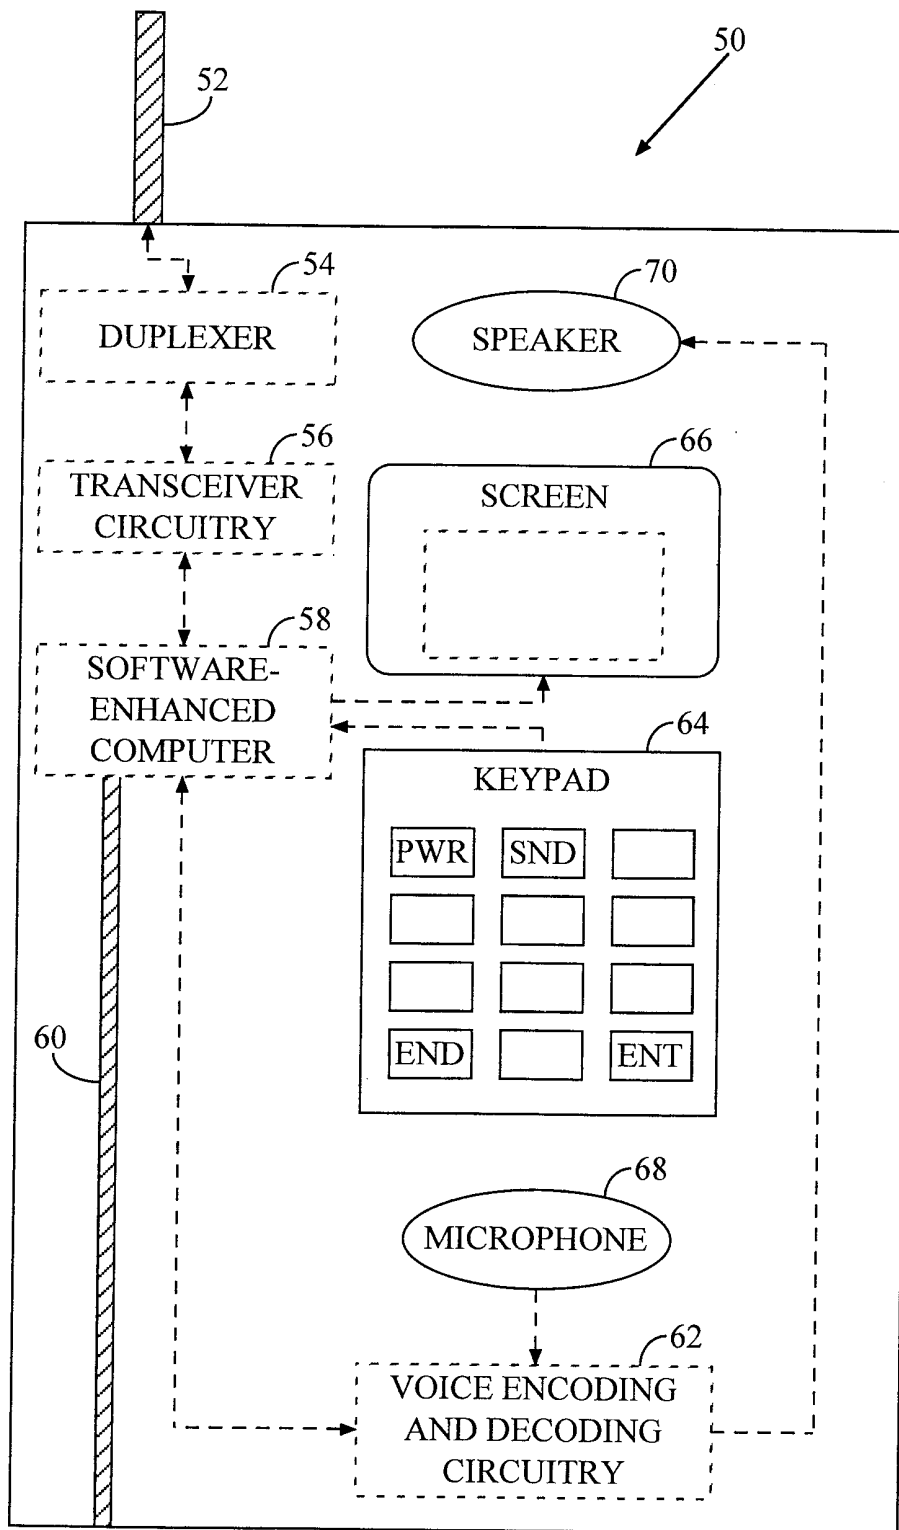 50
52
54
DUPLEXER
70
SPEAKER
56
TRANSCEIVER
CIRCUITRY
66
SCREEN
58
SOFTWARE-
ENHANCED
COMPUTER
64
KEYPAD
PWR SND
END ENT
60
68
MICROPHONE
62
VOICE ENCODING
AND DECODING
CIRCUITRY